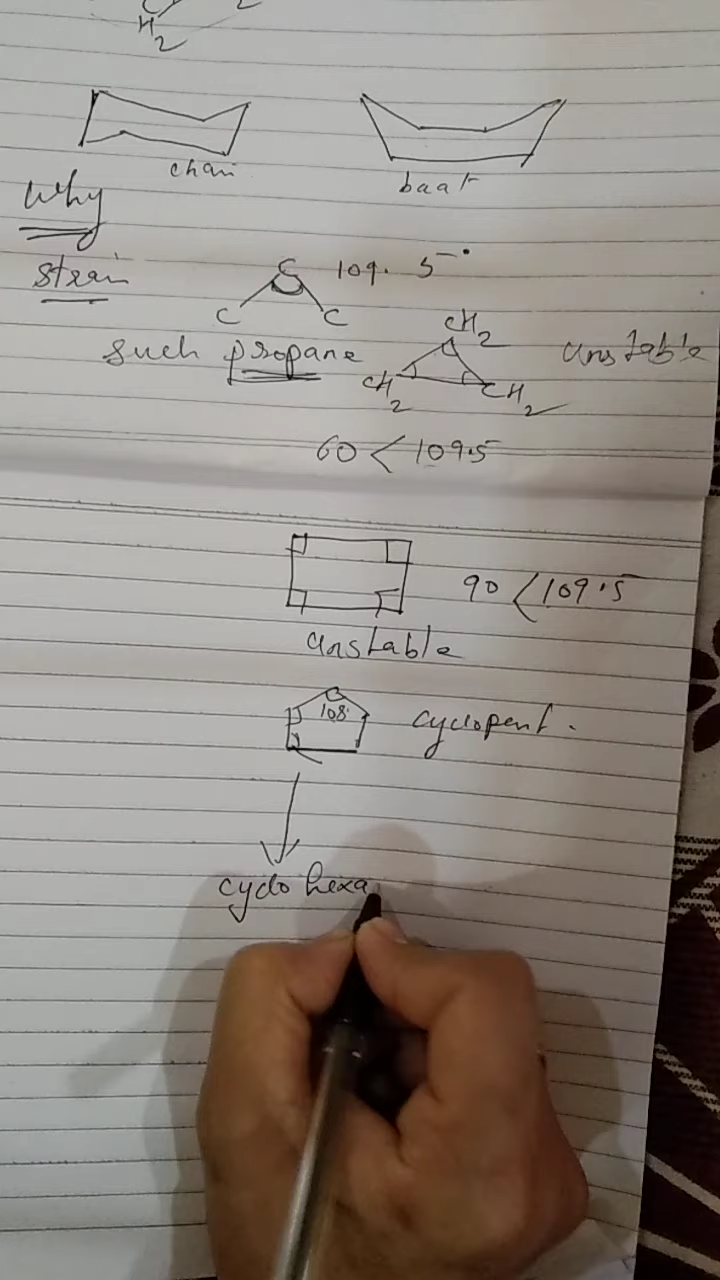 H2
chair
boat
Why
strain
C 109.5°
C C
such propane
CH2
CH2 CH2
unstable
60 < 109.5
90 < 109.5
unstable
108°
cyclopent.
cyclo hexa